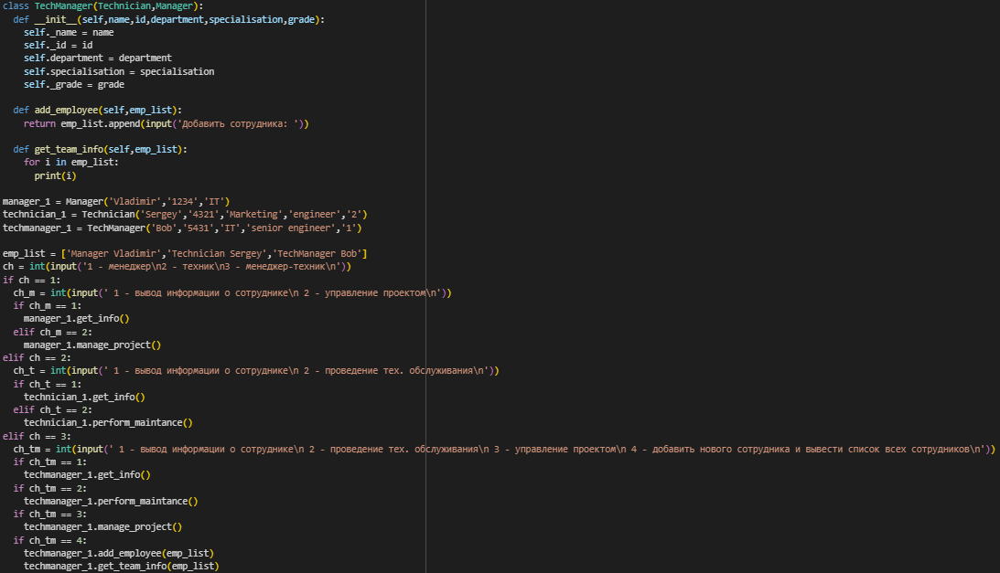 class TechManager(Technician,Manager):
  def __init__(self,name,id,department,specialisation,grade):
    self._name = name
    self._id = id
    self.department = department
    self.specialisation = specialisation
    self._grade = grade

  def add_employee(self,emp_list):
    return emp_list.append(input('Добавить сотрудника: '))

  def get_team_info(self,emp_list):
    for i in emp_list:
      print(i)

manager_1 = Manager('Vladimir','1234','IT')
technician_1 = Technician('Sergey','4321','Marketing','engineer','2')
techmanager_1 = TechManager('Bob','5431','IT','senior engineer','1')

emp_list = ['Manager Vladimir','Technician Sergey','TechManager Bob']
ch = int(input('1 - менеджер\n2 - техник\n3 - менеджер-техник\n'))
if ch == 1:
  ch_m = int(input(' 1 - вывод информации о сотруднике\n 2 - управление проектом\n'))
  if ch_m == 1:
    manager_1.get_info()
  elif ch_m == 2:
    manager_1.manage_project()
elif ch == 2:
  ch_t = int(input(' 1 - вывод информации о сотруднике\n 2 - проведение тех. обслуживания\n'))
  if ch_t == 1:
    technician_1.get_info()
  elif ch_t == 2:
    technician_1.perform_maintance()
elif ch == 3:
  ch_tm = int(input(' 1 - вывод информации о сотруднике\n 2 - проведение тех. обслуживания\n 3 - управление проектом\n 4 - добавить нового сотрудника и вывести список всех сотрудников\n'))
  if ch_tm == 1:
    techmanager_1.get_info()
  if ch_tm == 2:
    techmanager_1.perform_maintance()
  if ch_tm == 3:
    techmanager_1.manage_project()
  if ch_tm == 4:
    techmanager_1.add_employee(emp_list)
    techmanager_1.get_team_info(emp_list)